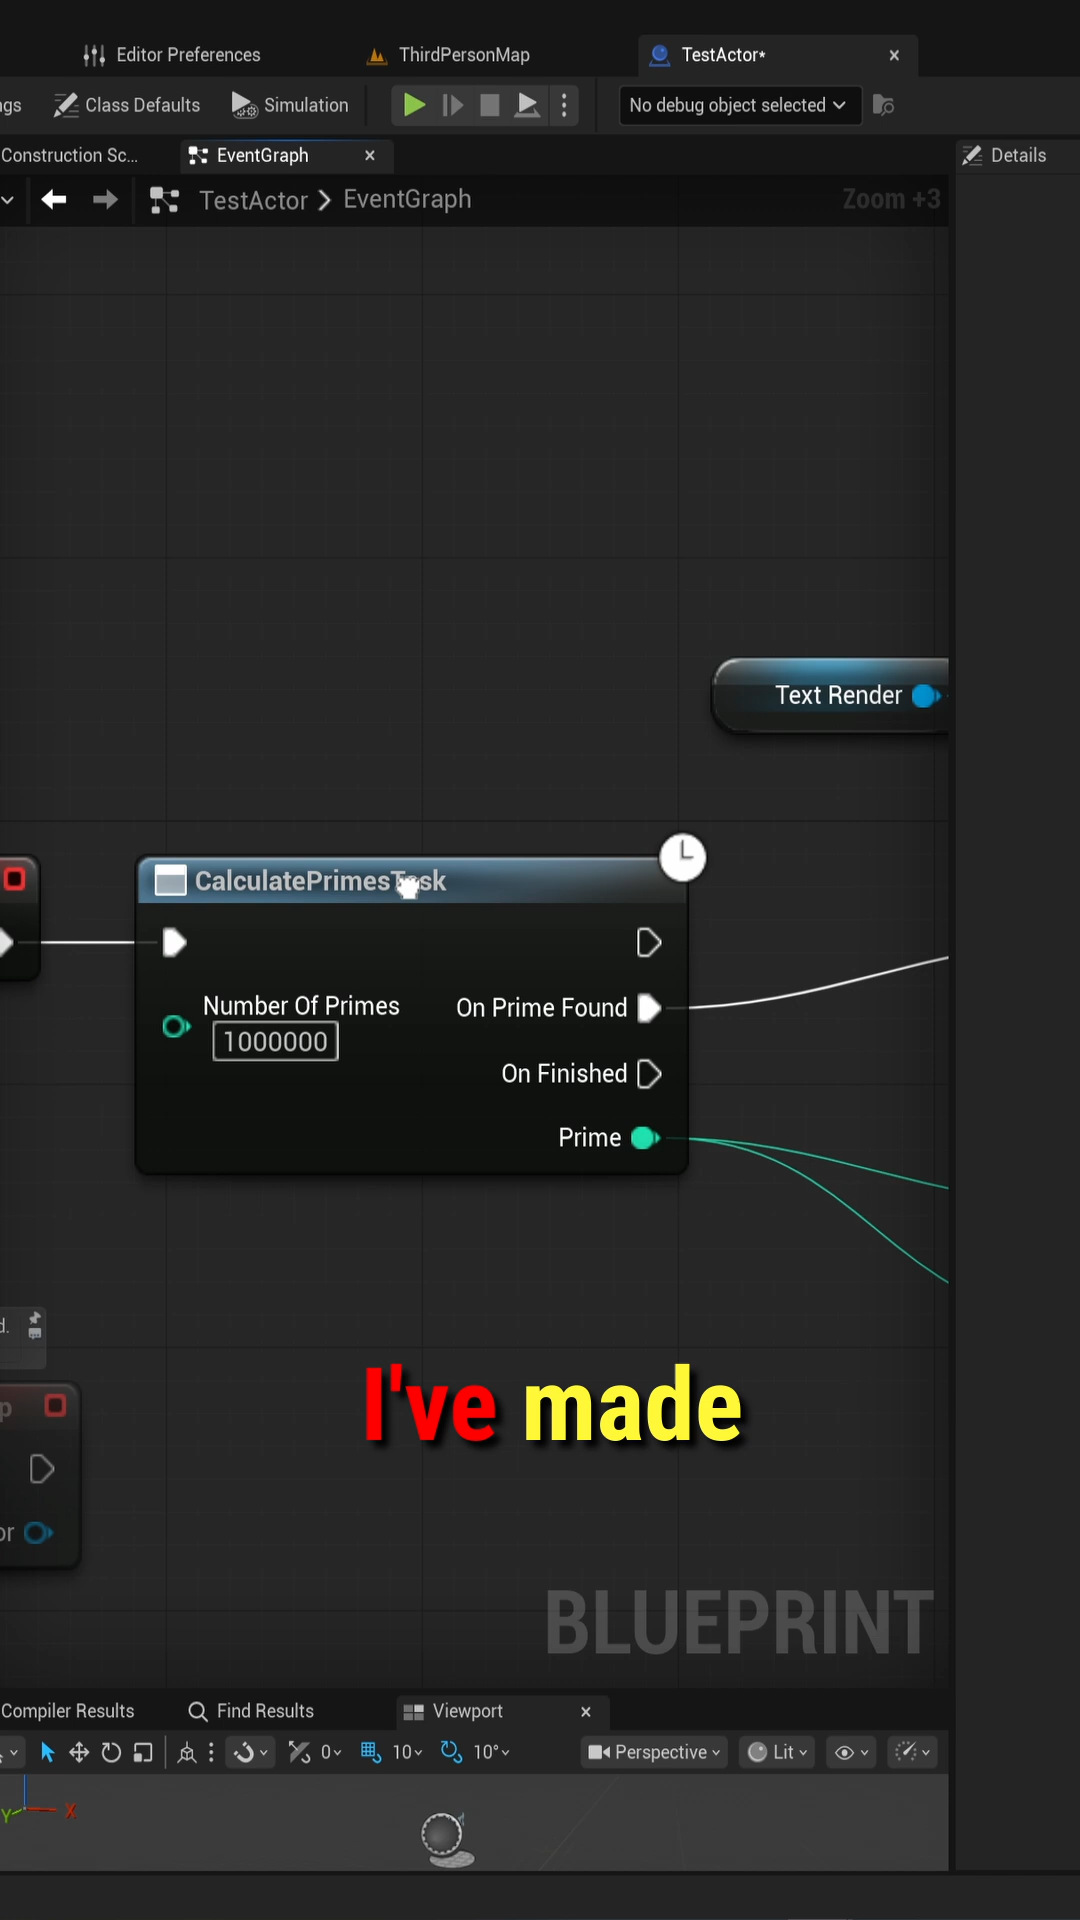 Editor Preferences
ThirdPersonMap
TestActor*
ngs
Class Defaults
Simulation
No debug object selected
Construction Sc...
EventGraph
Details
TestActor > EventGraph
Zoom +3
Text Render
CalculatePrimesTask
Number Of Primes
1000000
On Prime Found
On Finished
Prime
d.
I've made
p
or
BLUEPRINT
Compiler Results
Find Results
Viewport
0
10
10°
Perspective
Lit
Y
X